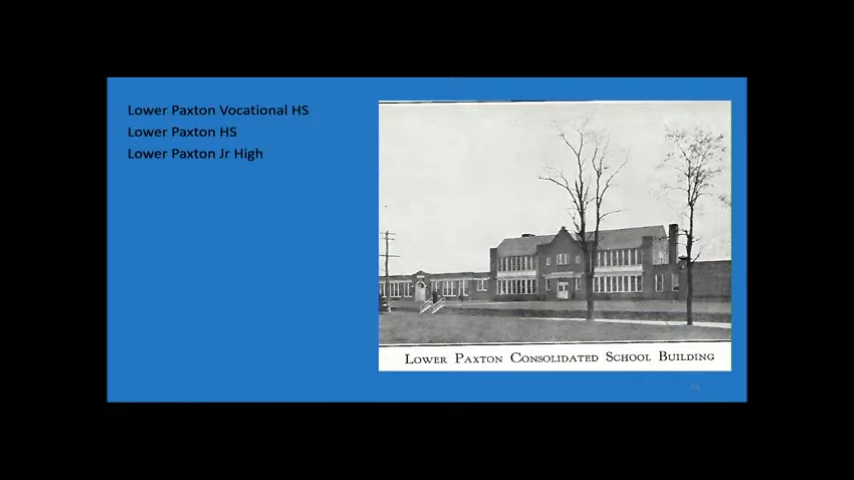 Lower Paxton Vocational HS
Lower Paxton HS
Lower Paxton Jr High
LOWER PAXTON CONSOLIDATED SCHOOL BUILDING